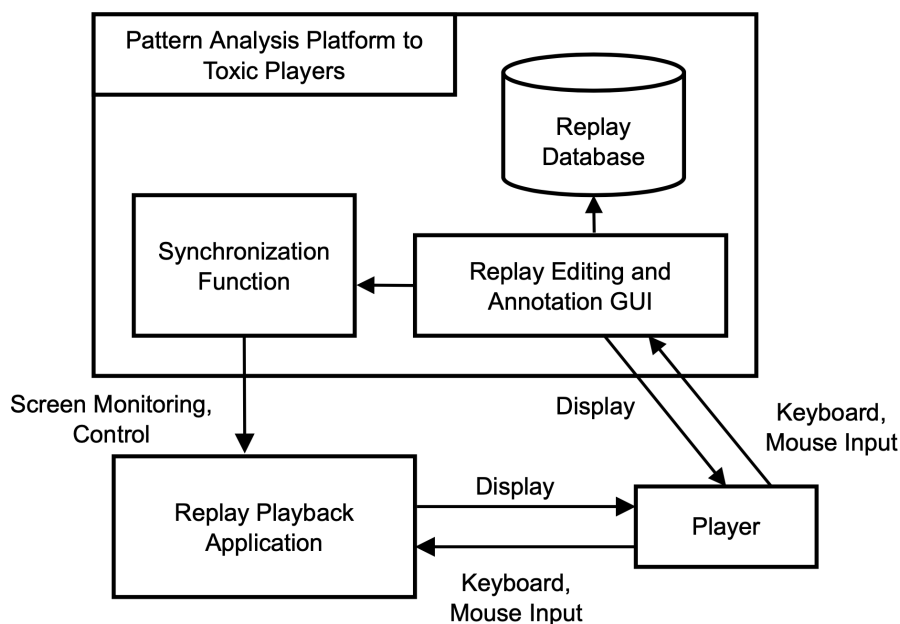 Pattern Analysis Platform to
Toxic Players
Replay
Database
Synchronization
Function
Replay Editing and
Annotation GUI
Screen Monitoring,
Control
Display
Keyboard,
Mouse Input
Replay Playback
Application
Display
Player
Keyboard,
Mouse Input